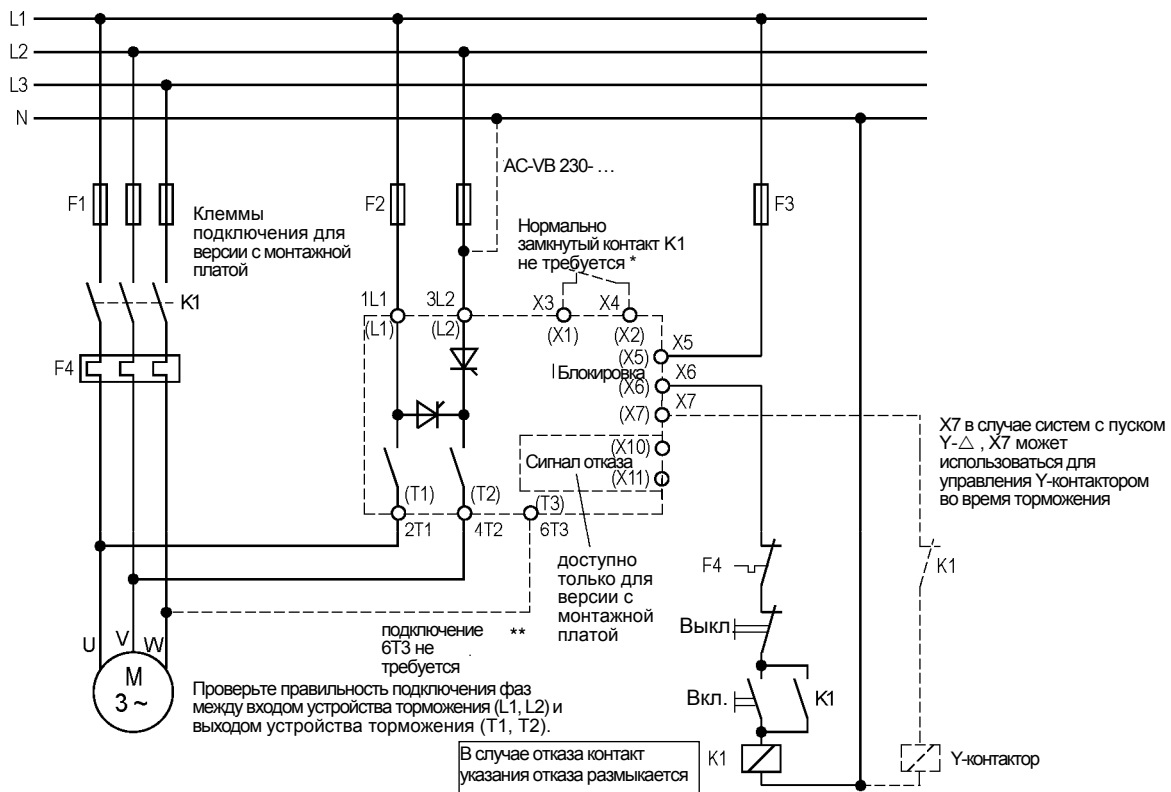 L1
L2
L3
N
F1
Клеммы
подключения для
версии с монтажной
платой
F2
AC-VB 230- ...
Нормально
замкнутый контакт K1
не требуется *
F3
K1
1L1
3L2
X3
X4
(L1)
(L2)
(X1)
(X2)
F4
(X5)
X5
Блокировка
(X6)
X6
(X7)
X7
X7 в случае систем с пуском
Y-△ , X7 может
использоваться для
управления Y-контактором
во время торможения
Сигнал отказа
(X10)
(X11)
(T1)
(T2)
(T3)
2T1
4T2
6T3
доступно
только для
версии с
монтажной
платой
F4
K1
подключение **
6T3 не
требуется
Выкл.
U
V
W
M
3 ~
Проверьте правильность подключения фаз
между входом устройства торможения (L1, L2) и
выходом устройства торможения (T1, T2).
Вкл.
K1
В случае отказа контакт
указания отказа размыкается
K1
Y-контактор